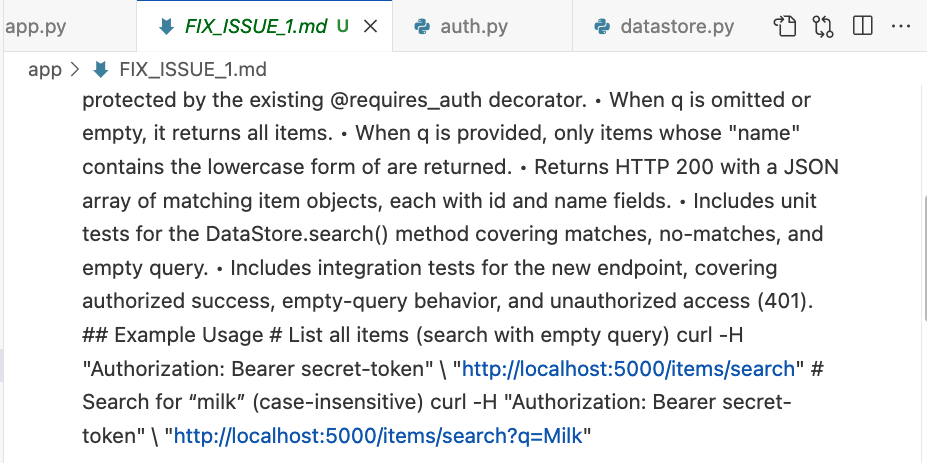 app.py
FIX_ISSUE_1.md U
auth.py
datastore.py
app > FIX_ISSUE_1.md
protected by the existing @requires_auth decorator. • When q is omitted or
empty, it returns all items. • When q is provided, only items whose "name"
contains the lowercase form of are returned. • Returns HTTP 200 with a JSON
array of matching item objects, each with id and name fields. • Includes unit
tests for the DataStore.search() method covering matches, no-matches, and
empty query. • Includes integration tests for the new endpoint, covering
authorized success, empty-query behavior, and unauthorized access (401).
## Example Usage # List all items (search with empty query) curl -H
"Authorization: Bearer secret-token" \ "http://localhost:5000/items/search" #
Search for “milk” (case-insensitive) curl -H "Authorization: Bearer secret-
token" \ "http://localhost:5000/items/search?q=Milk"